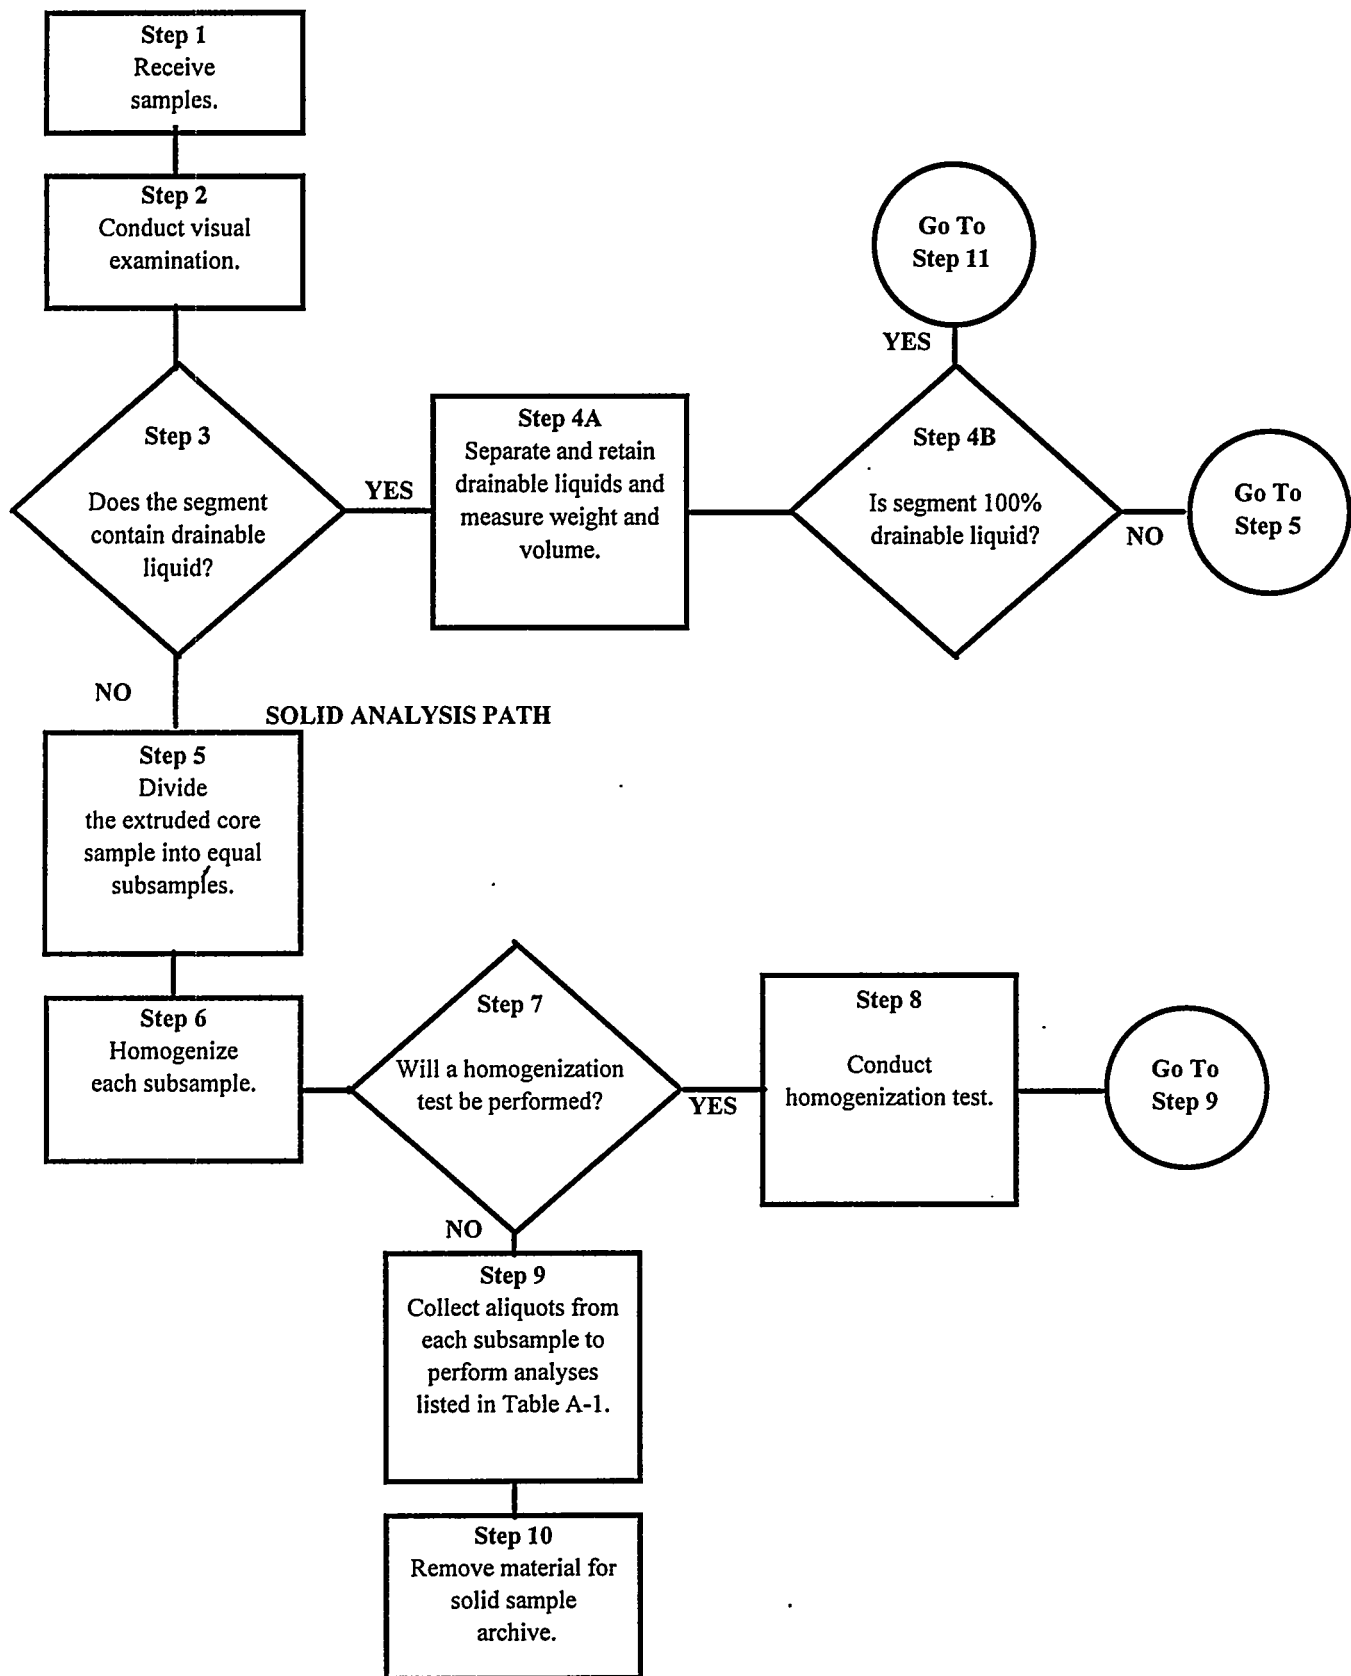 Step 1
Receive
samples.
Step 2
Conduct visual
examination.
Step 3
Does the segment
contain drainable
liquid?
YES
Step 4A
Separate and retain
drainable liquids and
measure weight and
volume.
Go To
Step 11
YES
Step 4B
Is segment 100%
drainable liquid?
NO
Go To
Step 5
NO
SOLID ANALYSIS PATH
Step 5
Divide
the extruded core
sample into equal
subsamples.
Step 6
Homogenize
each subsample.
Step 7
Will a homogenization
test be performed?
YES
Step 8
Conduct
homogenization test.
Go To
Step 9
NO
Step 9
Collect aliquots from
each subsample to
perform analyses
listed in Table A-1.
Step 10
Remove material for
solid sample
archive.